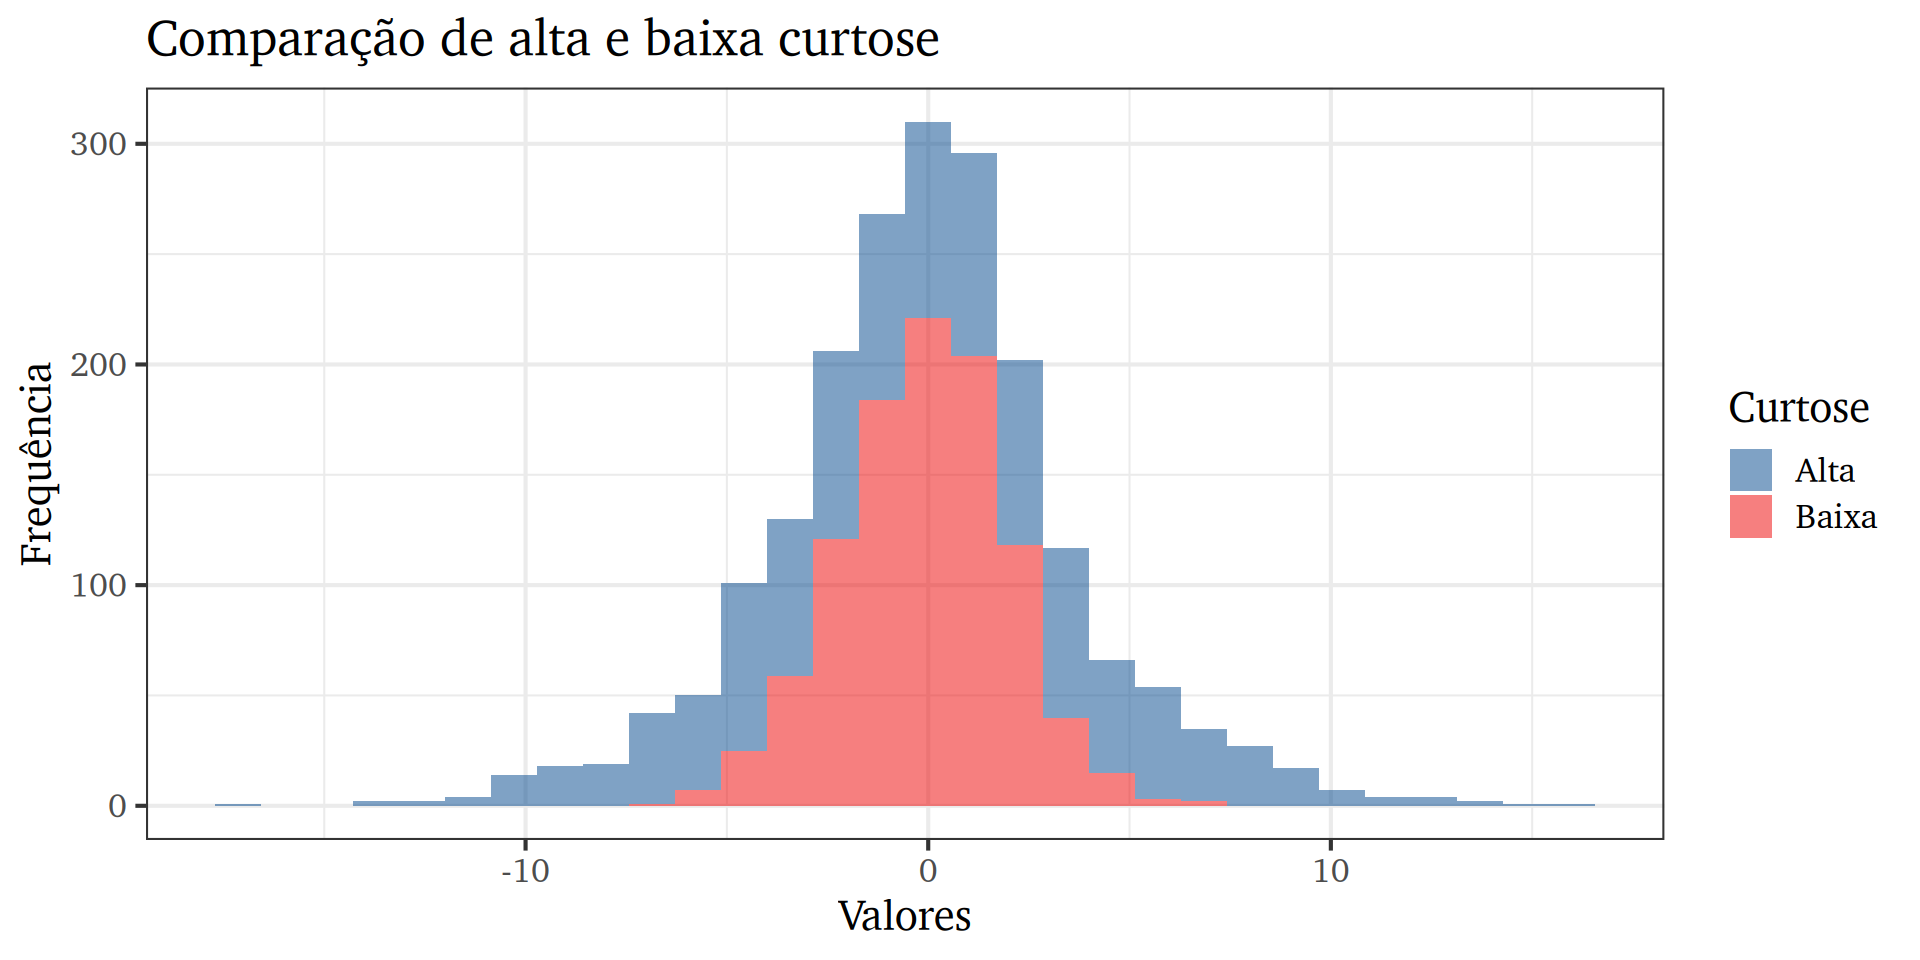 Comparação de alta e baixa curtose
300
200
100
0
Frequência
-10
0
10
Valores
Curtose
Alta
Baixa